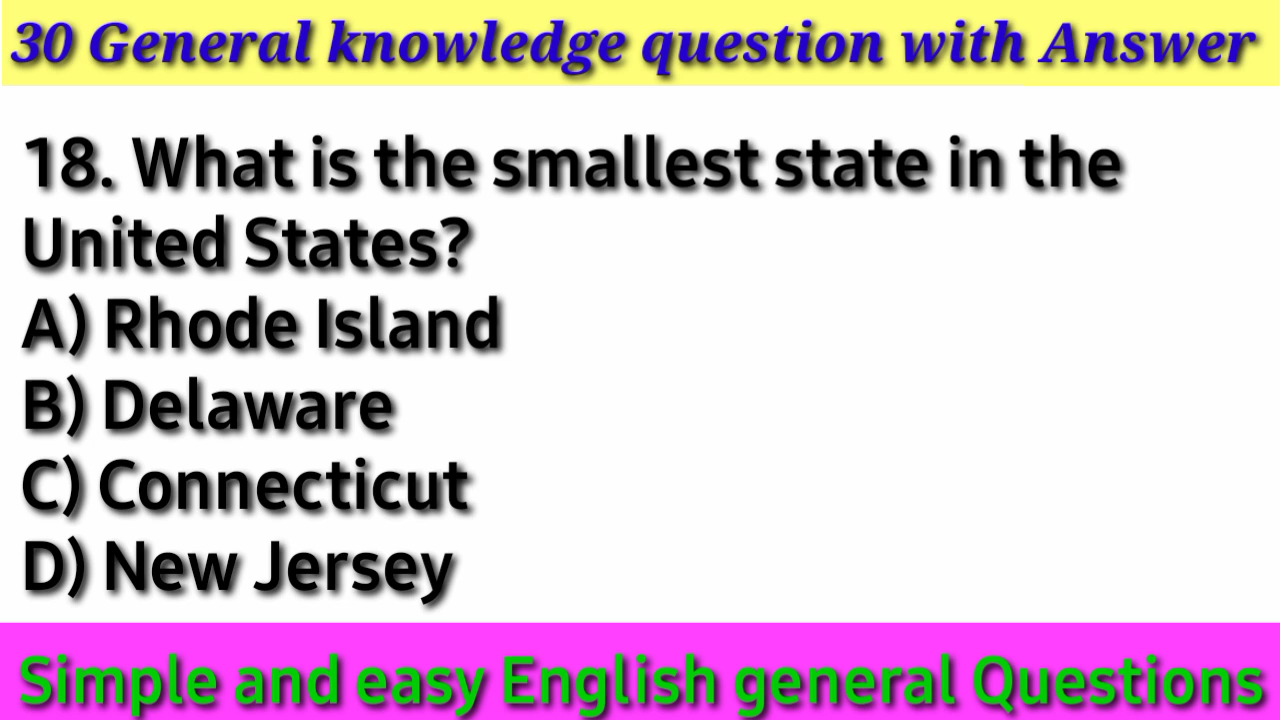 30 General knowledge question with Answer
18. What is the smallest state in the
United States?
A) Rhode Island
B) Delaware
C) Connecticut
D) New Jersey
Simple and easy English general Questions